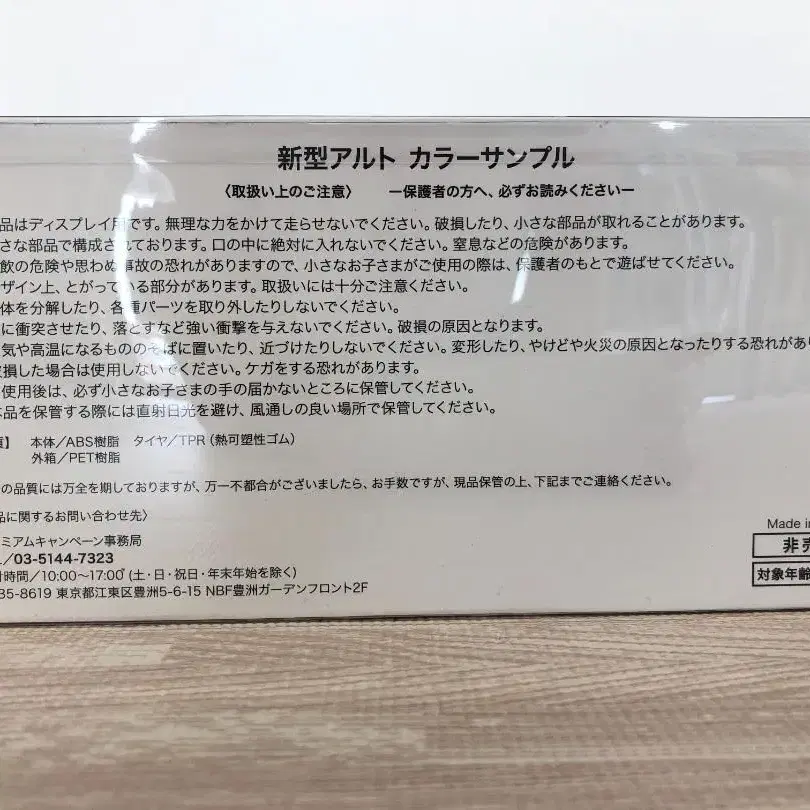 新型アルト カラーサンプル
〈取扱い上のご注意〉 ー保護者の方へ、必ずお読みくださいー
品はディスプレイ用です。無理な力をかけて走らせないでください。破損したり、小さな部品が取れることがあります。
さな部品で構成されております。口の中に絶対に入れないでください。窒息などの危険があります。
飲の危険や思わぬ事故の恐れがありますので、小さなお子さまがご使用の際は、保護者のもとで遊ばせてください。
ザイン上、とがっている部分があります。取扱いには十分ご注意ください。
体を分解したり、各種パーツを取り外したりしないでください。
に衝突させたり、落とすなど強い衝撃を与えないでください。破損の原因となります。
気や高温になるもののそばに置いたり、近づけたりしないでください。変形したり、やけどや火災の原因となったりする恐れがあ
損した場合は使用しないでください。ケガをする恐れがあります。
使用後は、必ず小さなお子さまの手の届かないところに保管してください。
品を保管する際には直射日光を避け、風通しの良い場所で保管してください。
】 本体／ABS樹脂 タイヤ／TPR（熱可塑性ゴム）
外箱／PET樹脂
の品質には万全を期しておりますが、万一不都合がございましたら、お手数ですが、現品保管の上、下記までご連絡ください。
品に関するお問い合わせ先〉
ミアムキャンペーン事務局
／03-5144-7323
時間／10:00〜17:00（土・日・祝日・年末年始を除く）
35-8619 東京都江東区豊洲5-6-15 NBF豊洲ガーデンフロント2F
Made in
非売
対象年齢